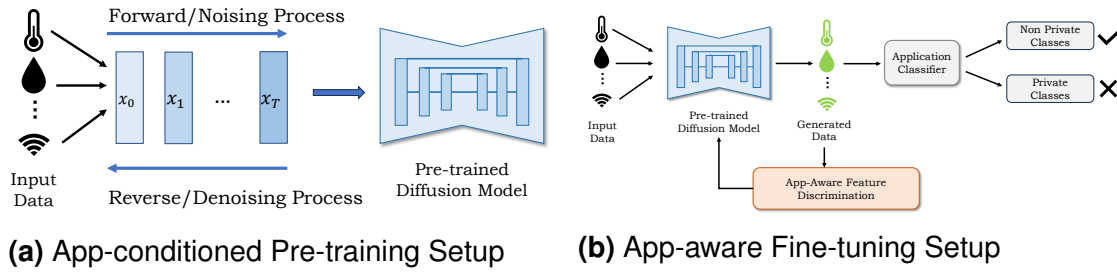 Forward/Noising Process
x0
x1
...
xT
Input
Data
Reverse/Denoising Process
Pre-trained
Diffusion Model
(a) App-conditioned Pre-training Setup
Input
Data
Pre-trained
Diffusion Model
Generated
Data
Application
Classifier
Non Private
Classes
Private
Classes
App-Aware Feature
Discrimination
(b) App-aware Fine-tuning Setup